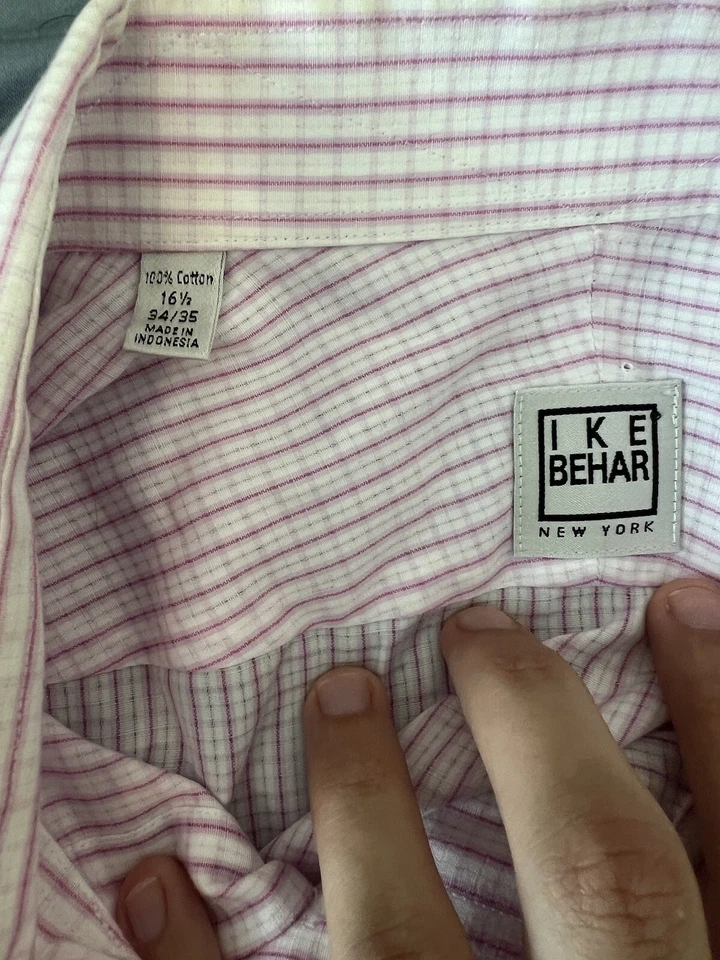 100% Cotton
16½
34/35
MADE IN
INDONESIA
IKE
BEHAR
NEW YORK